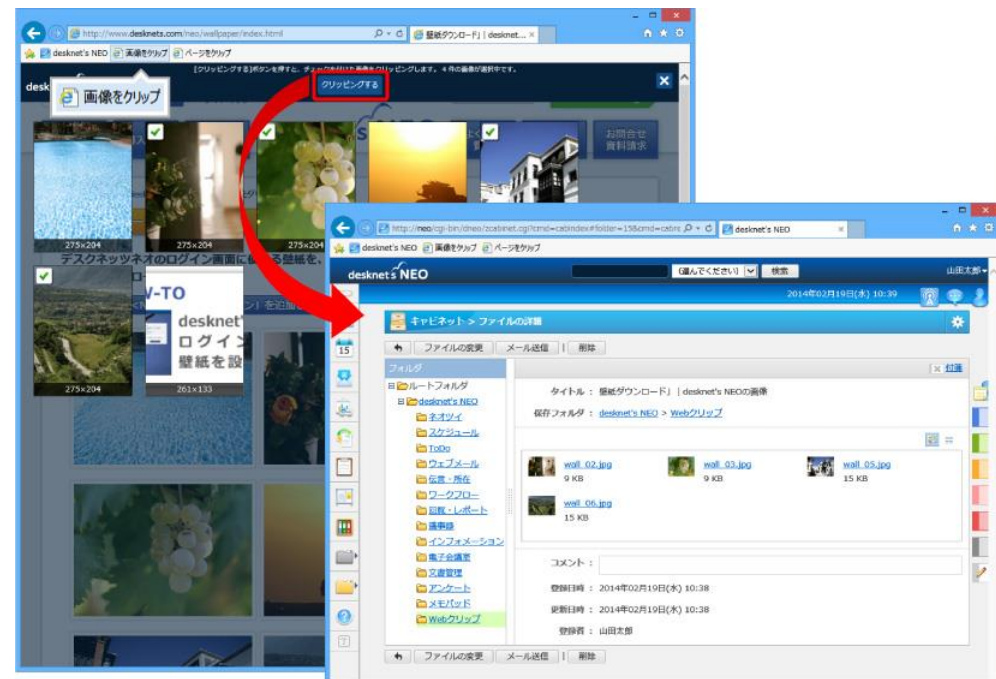 http://www.desknets.com/neo/wallpaper/index.html
壁紙ダウンロード｣ | desknet...
desknet's NEO
画像をクリップ
ページをクリップ
[クリッピングする]ボタンを押すと、チェックを付けた画像をクリッピングします。 4 件の画像が選択中です。
desk
画像をクリップ
クリッピングする
お問合せ
資料請求
275×204
275×204
275×204
デスクネッツネオのログイン画面に使える壁紙を、
275×204
W-TO
desknet'
ログイン
壁紙を設
261×133
desknet's NEO
desknet's NEO
画像をクリップ
desknet's NEO
(選んでください)
検索
山田太郎
2014年02月19日(水) 10:39
キャビネット > ファイルの詳細
15
ファイルの変更
メール送信
削除
フォルダ
付箋
ルートフォルダ
desknet's NEO
ネオツイ
スケジュール
ToDo
ウェブメール
伝言・所在
ワークフロー
回覧・レポート
議事録
インフォメーション
電子会議室
文書管理
アンケート
メモパッド
Webクリップ
タイトル : 壁紙ダウンロード｣ | desknet's NEOの画像
保存フォルダ : desknet's NEO > Webクリップ
wall_02.jpg
9 KB
wall_03.jpg
9 KB
wall_05.jpg
15 KB
wall_06.jpg
15 KB
コメント :
登録日時 : 2014年02月19日(水) 10:38
更新日時 : 2014年02月19日(水) 10:38
登録者 : 山田太郎
ファイルの変更
メール送信
削除